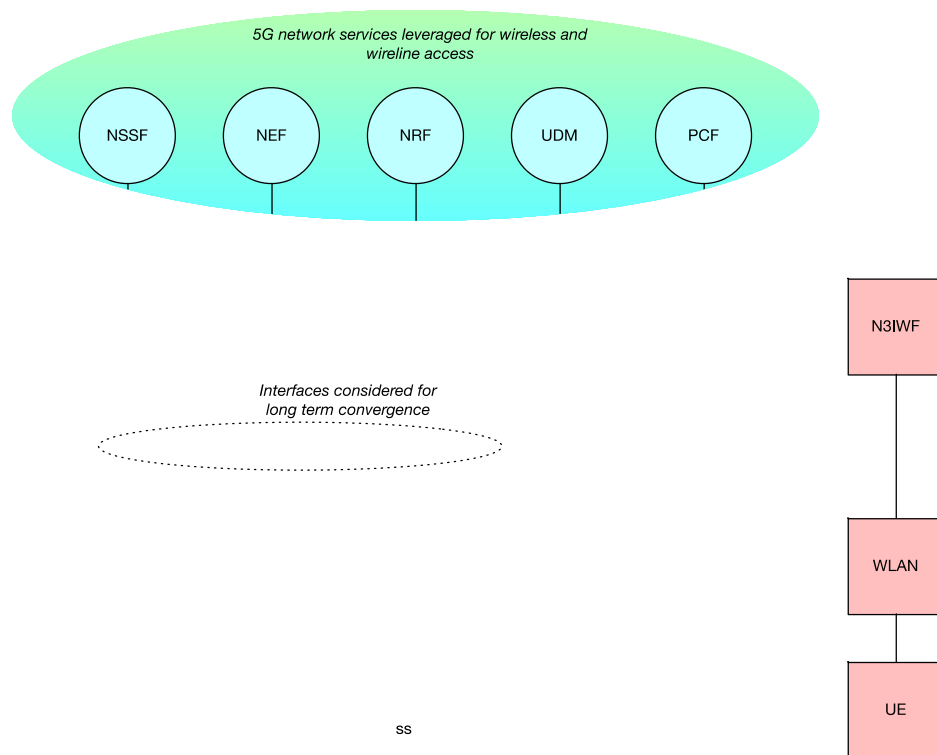 5G network services leveraged for wireless and
wireline access
NSSF
NEF
NRF
UDM
PCF
N3IWF
Interfaces considered for
long term convergence
WLAN
UE
ss